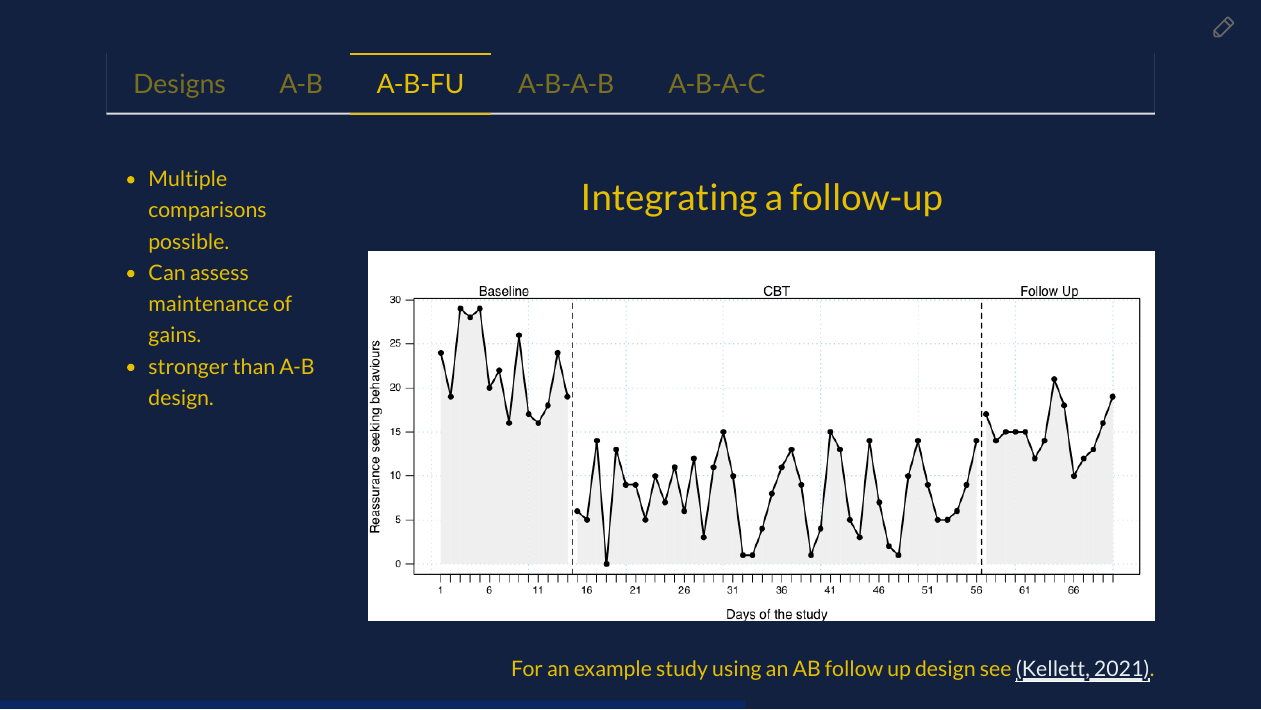 Designs A-B A-B-FU A-B-A-B A-B-A-C
Multiple
comparisons
possible.
Can assess
maintenance of
gains.
stronger than A-B
design.
Integrating a follow-up
Baseline CBT Follow Up
30
25
20
15
10
5
0
Reassurance seeking behaviours
1 6 11 16 21 26 31 36 41 46 51 56 61 66
Days of the study
For an example study using an AB follow up design see (Kellett, 2021).